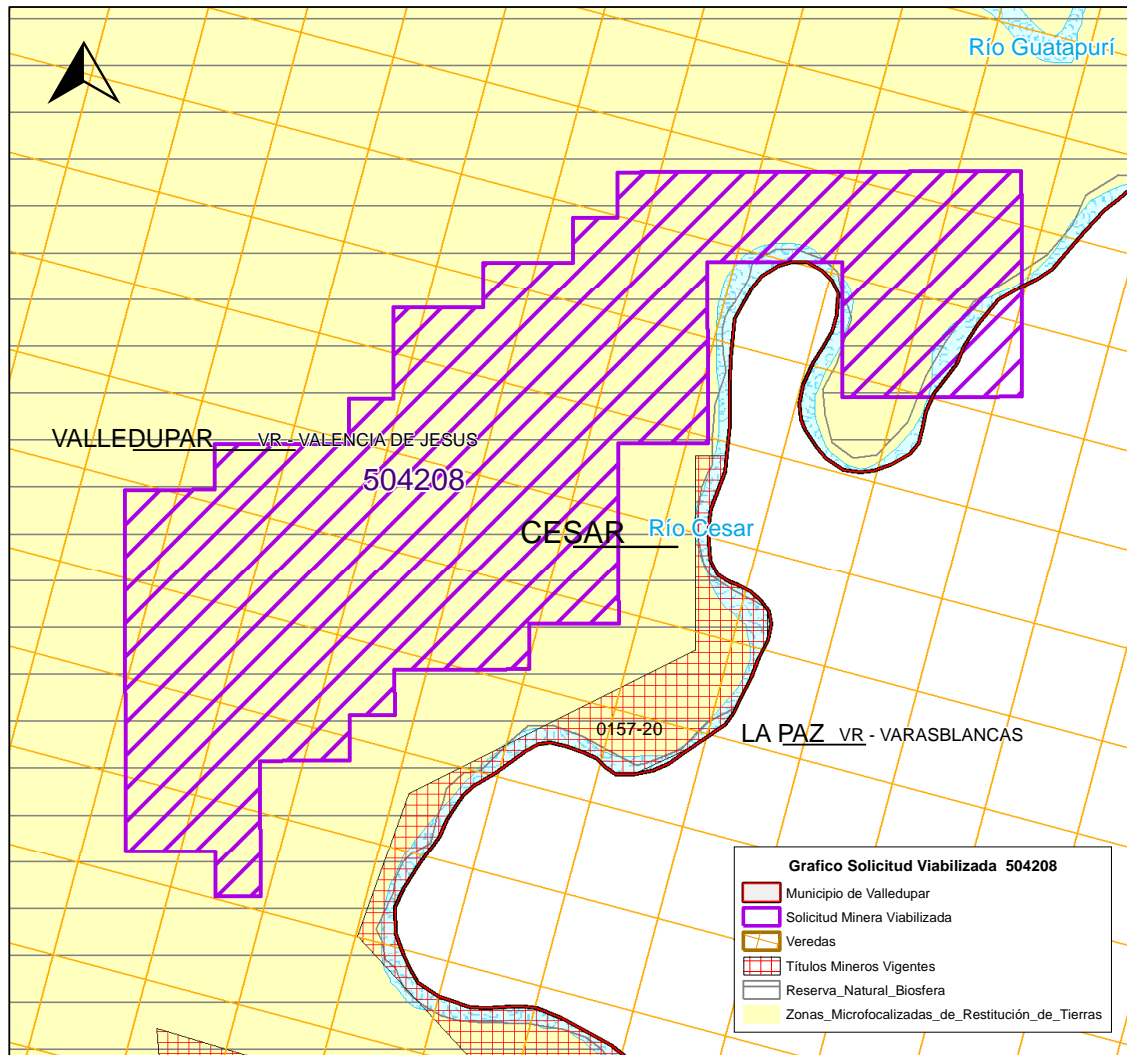 Río Guatapurí
VALLEDUPAR VR - VALENCIA DE JESUS
504208
CESAR Río Cesar
0157-20
LA PAZ VR - VARASBLANCAS
Grafico Solicitud Viabilizada 504208
Municipio de Valledupar
Solicitud Minera Viabilizada
Veredas
Títulos Mineros Vigentes
Reserva_Natural_Biosfera
Zonas_Microfocalizadas_de_Restitución_de_Tierras